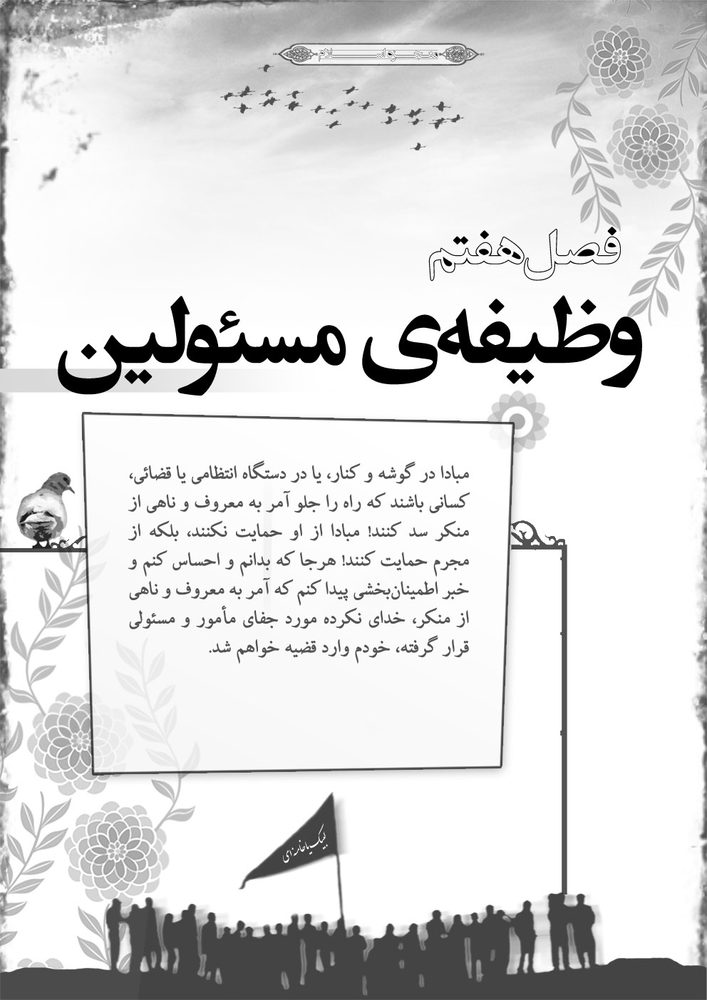 معجزه اسلام
فصل هفتم
وظیفه‌ی مسئولین
مبادا در گوشه و کنار، یا در دستگاه انتظامی یا قضائی،
کسانی باشند که راه را جلو آمر به معروف و ناهی از
منکر سد کنند! مبادا از او حمایت نکنند، بلکه از
مجرم حمایت کنند! هرجا که بدانم و احساس کنم و
خبر اطمینان‌بخشی پیدا کنم که آمر به معروف و ناهی
از منکر، خدای نکرده مورد جفای مأمور و مسئولی
قرار گرفته، خودم وارد قضیه خواهم شد.
لبیک یا خامنه‌ای